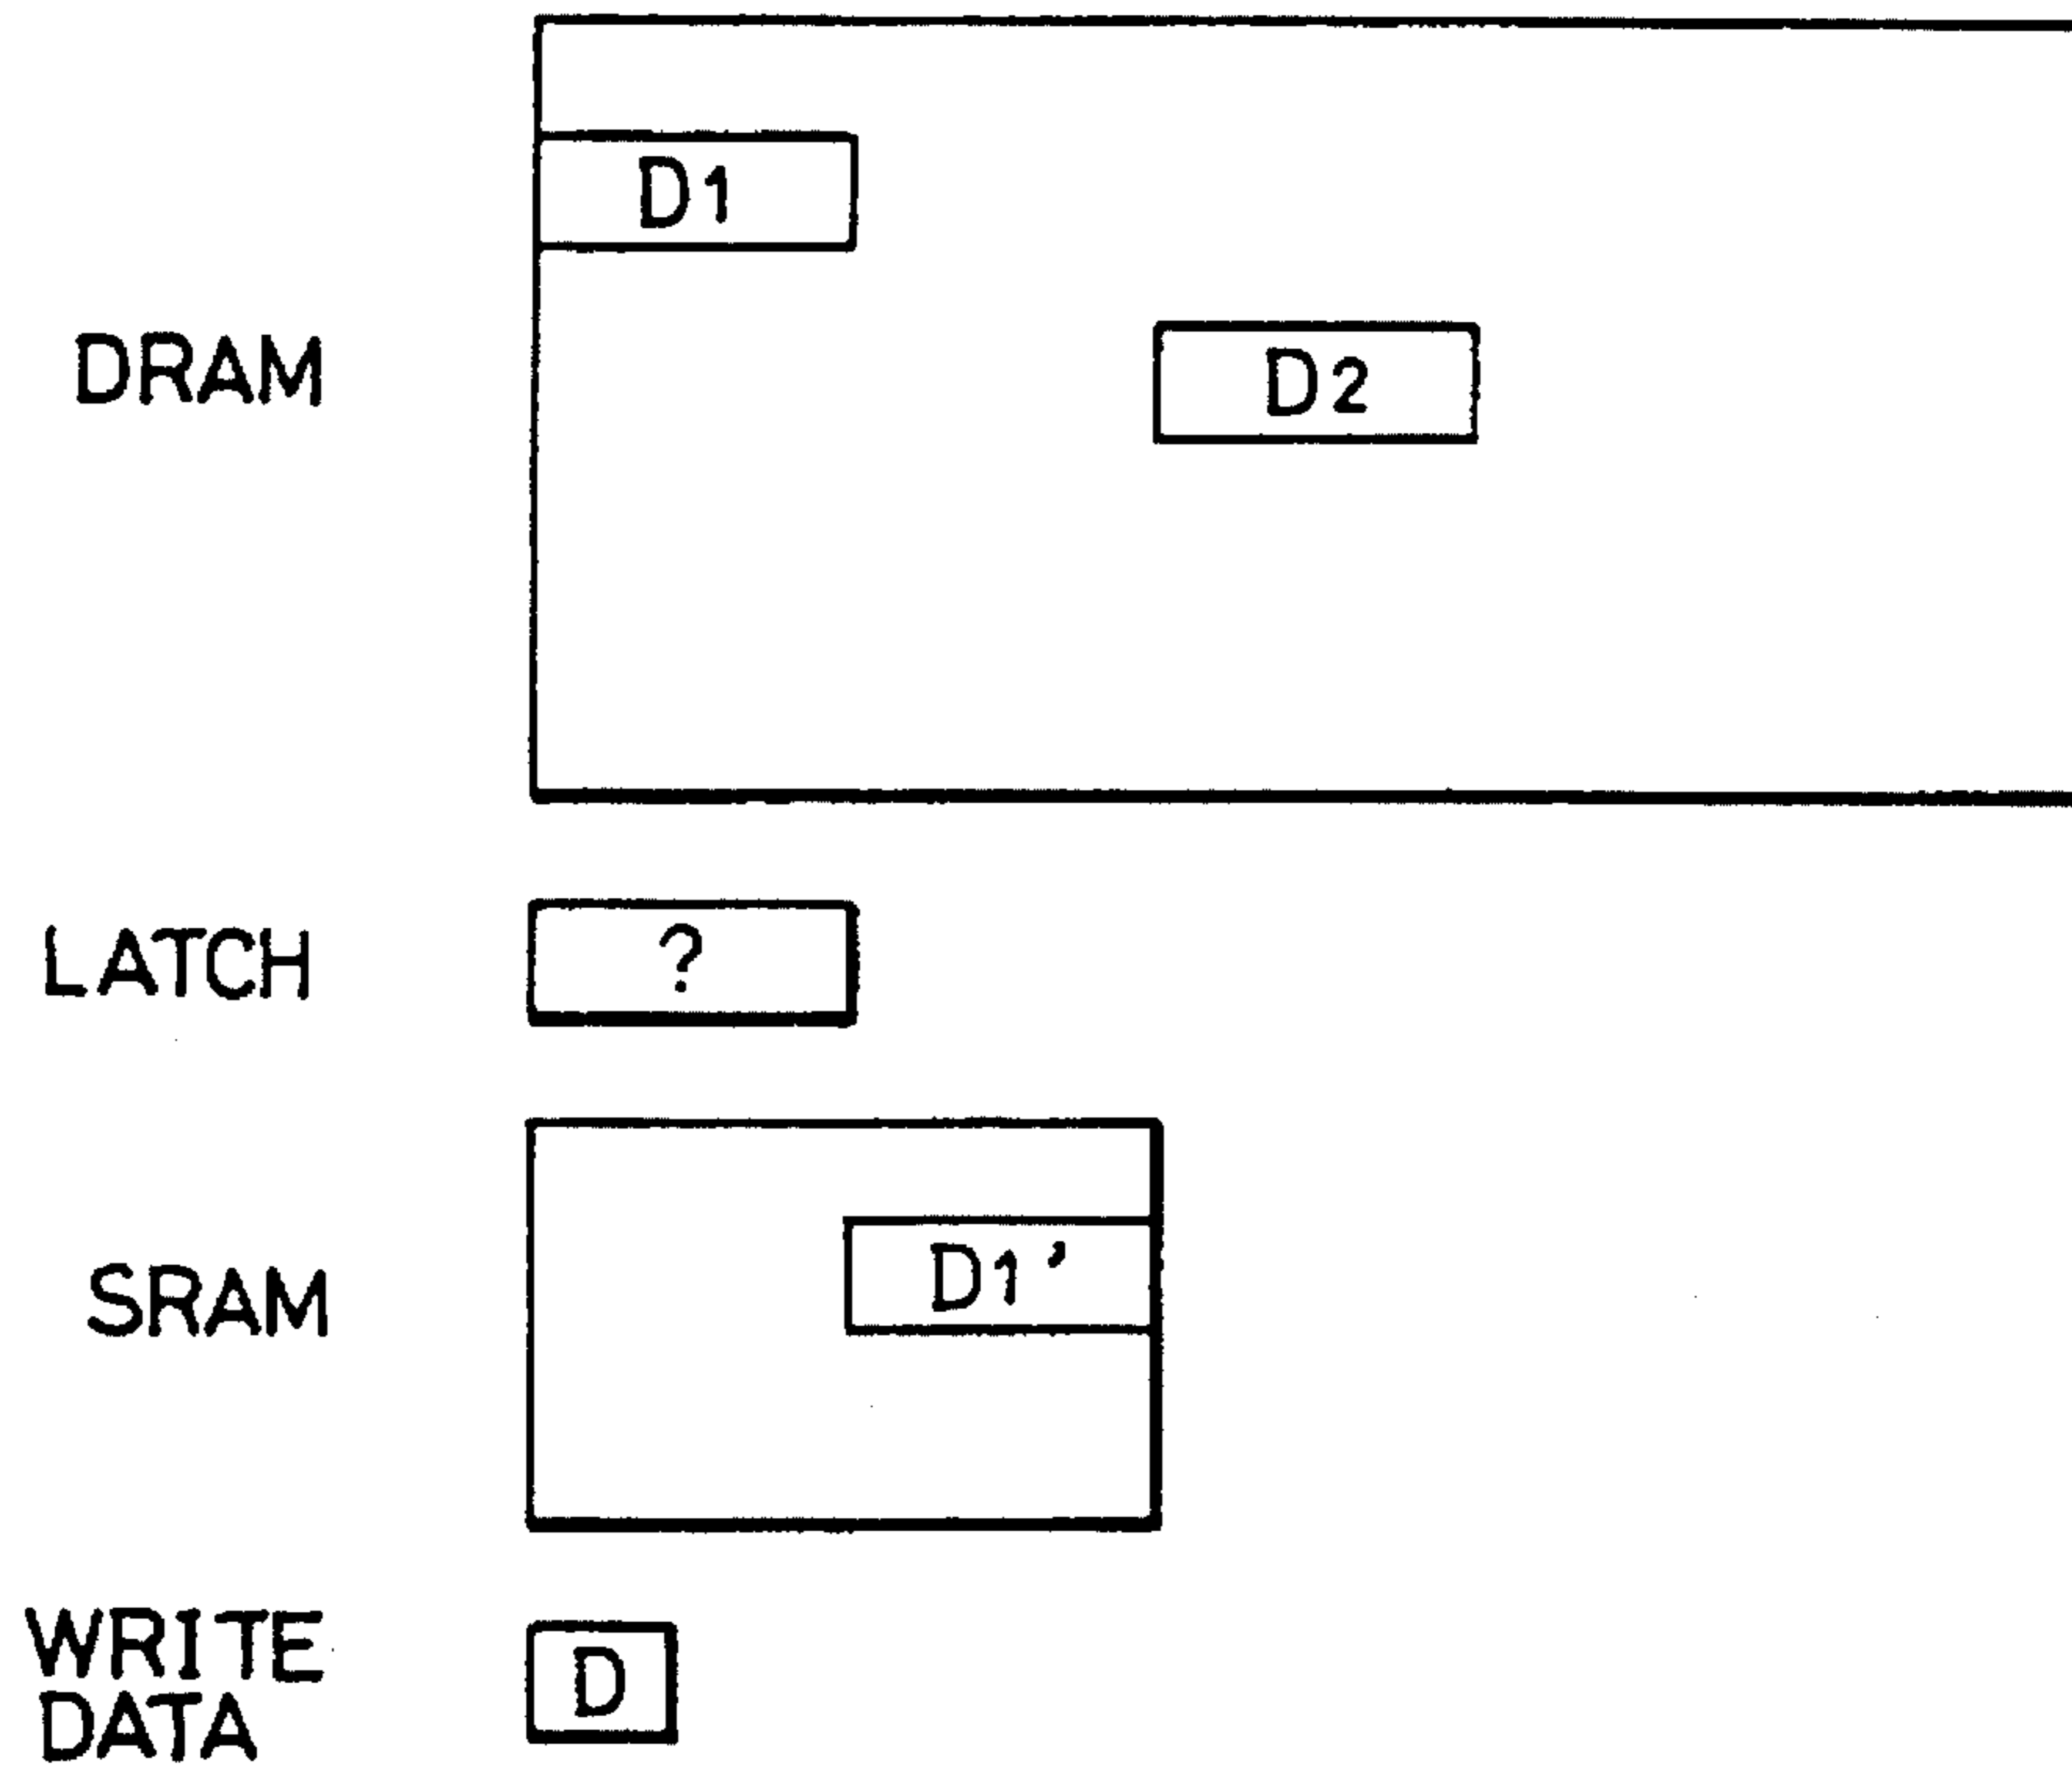 D1
DRAM
D2
LATCH
?
SRAM
D1'
WRITE
DATA
D